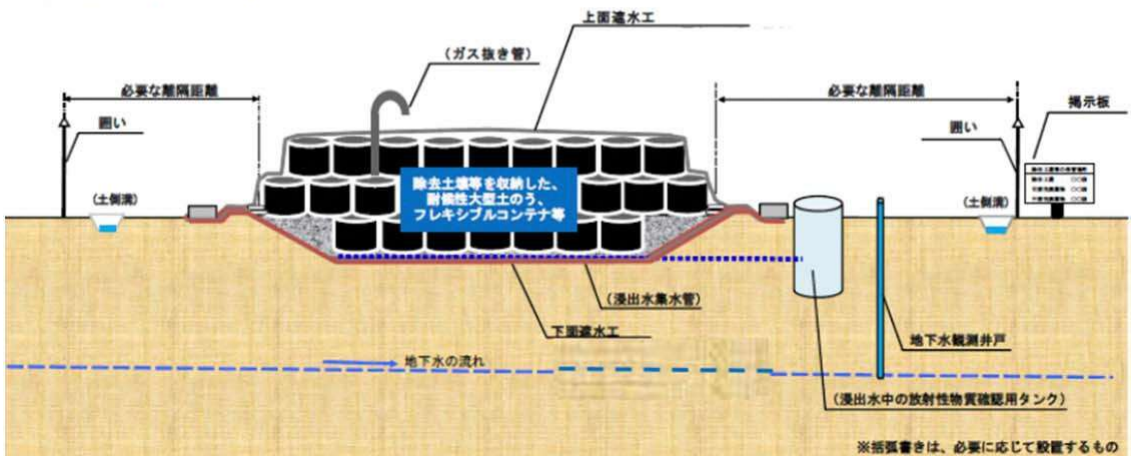 上面遮水工
(ガス抜き管)
必要な離隔距離
必要な離隔距離
掲示板
囲い
囲い
(土側溝)
(土側溝)
除去土壌等を収納した、
耐候性大型土のう、
フレキシブルコンテナ等
(浸出水集水管)
下面遮水工
地下水観測井戸
地下水の流れ
(浸出水中の放射性物質確認用タンク)
※括弧書きは、必要に応じて設置するもの